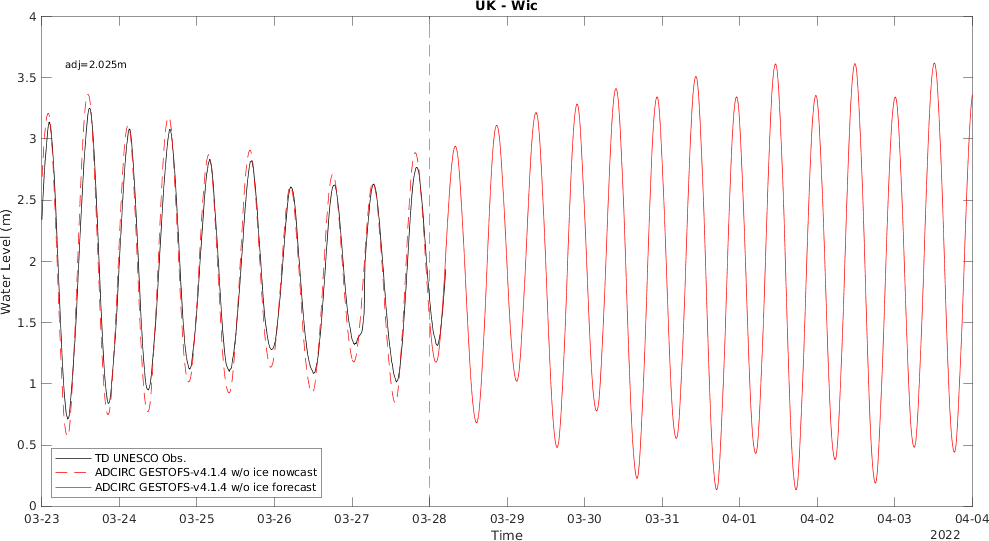 UK - Wic
4
adj=2.025m
3.5
3
2.5
2
1.5
1
0.5
0
Water Level (m)
TD UNESCO Obs.
ADCIRC GESTOFS-v4.1.4 w/o ice nowcast
ADCIRC GESTOFS-v4.1.4 w/o ice forecast
03-23 03-24 03-25 03-26 03-27 03-28 03-29 03-30 03-31 04-01 04-02 04-03 04-04
Time
2022